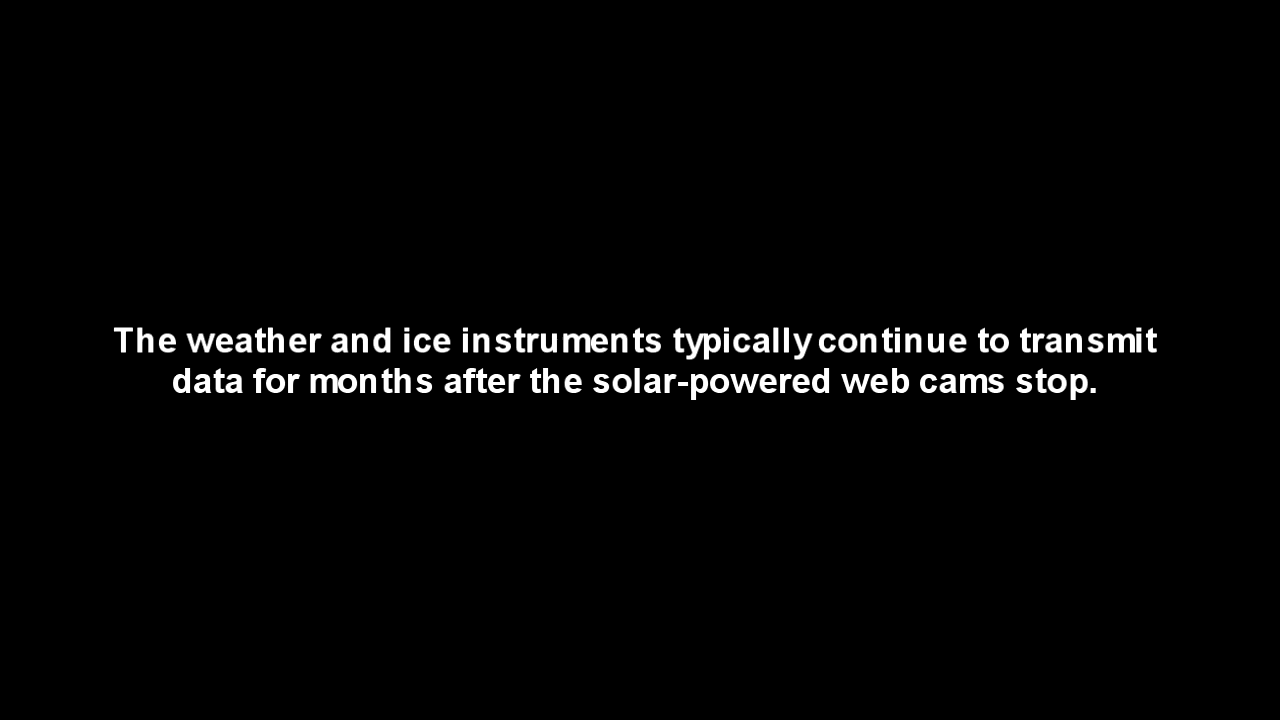 The weather and ice instruments typically continue to transmit
data for months after the solar-powered web cams stop.